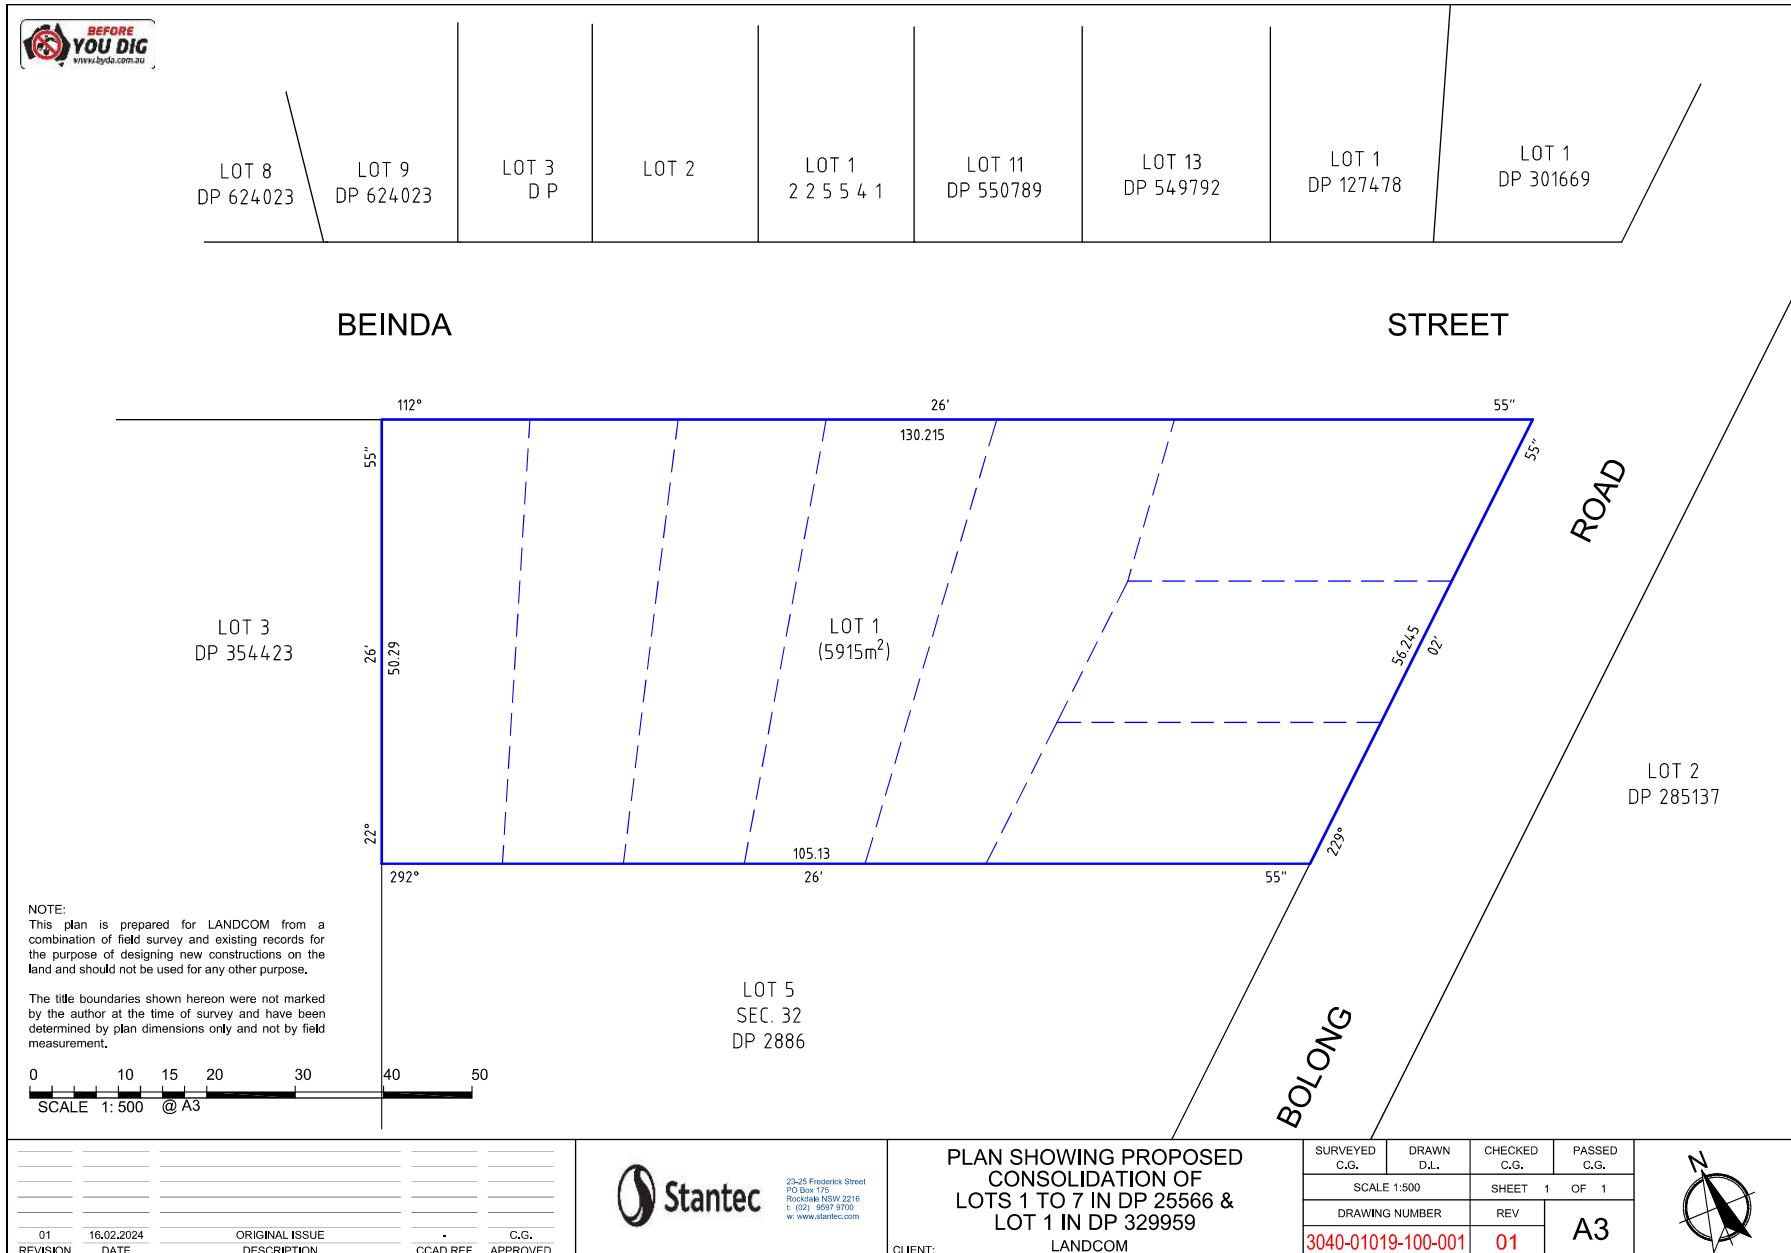 BEFORE
YOU DIG
www.byda.com.au
LOT 8
DP 624023
LOT 9
DP 624023
LOT 3
D P
LOT 2
LOT 1
2 2 5 5 4 1
LOT 11
DP 550789
LOT 13
DP 549792
LOT 1
DP 127478
LOT 1
DP 301669
BEINDA STREET
112° 26' 55"
130.215
55"
26'
22°
50.29
LOT 3
DP 354423
LOT 1
(5915m²)
55"
02'
229°
56.245
ROAD
BOLONG
LOT 2
DP 285137
105.13
292° 26' 55"
LOT 5
SEC. 32
DP 2886
NOTE:
This plan is prepared for LANDCOM from a
combination of field survey and existing records for
the purpose of designing new constructions on the
land and should not be used for any other purpose.
The title boundaries shown hereon were not marked
by the author at the time of survey and have been
determined by plan dimensions only and not by field
measurement.
0 10 15 20 30 40 50
SCALE 1: 500 @ A3
01 16.02.2024 ORIGINAL ISSUE - C.G.
REVISION DATE DESCRIPTION CCAD REF APPROVED
Stantec
23-25 Frederick Street
PO Box 175
Rockdale NSW 2216
t: (02) 9597 9700
w: www.stantec.com
PLAN SHOWING PROPOSED
CONSOLIDATION OF
LOTS 1 TO 7 IN DP 25566 &
LOT 1 IN DP 329959
CLIENT: LANDCOM
SURVEYED
C.G.
DRAWN
D.L.
CHECKED
C.G.
PASSED
C.G.
SCALE 1:500
SHEET 1 OF 1
DRAWING NUMBER
3040-01019-100-001
REV
01
A3
N